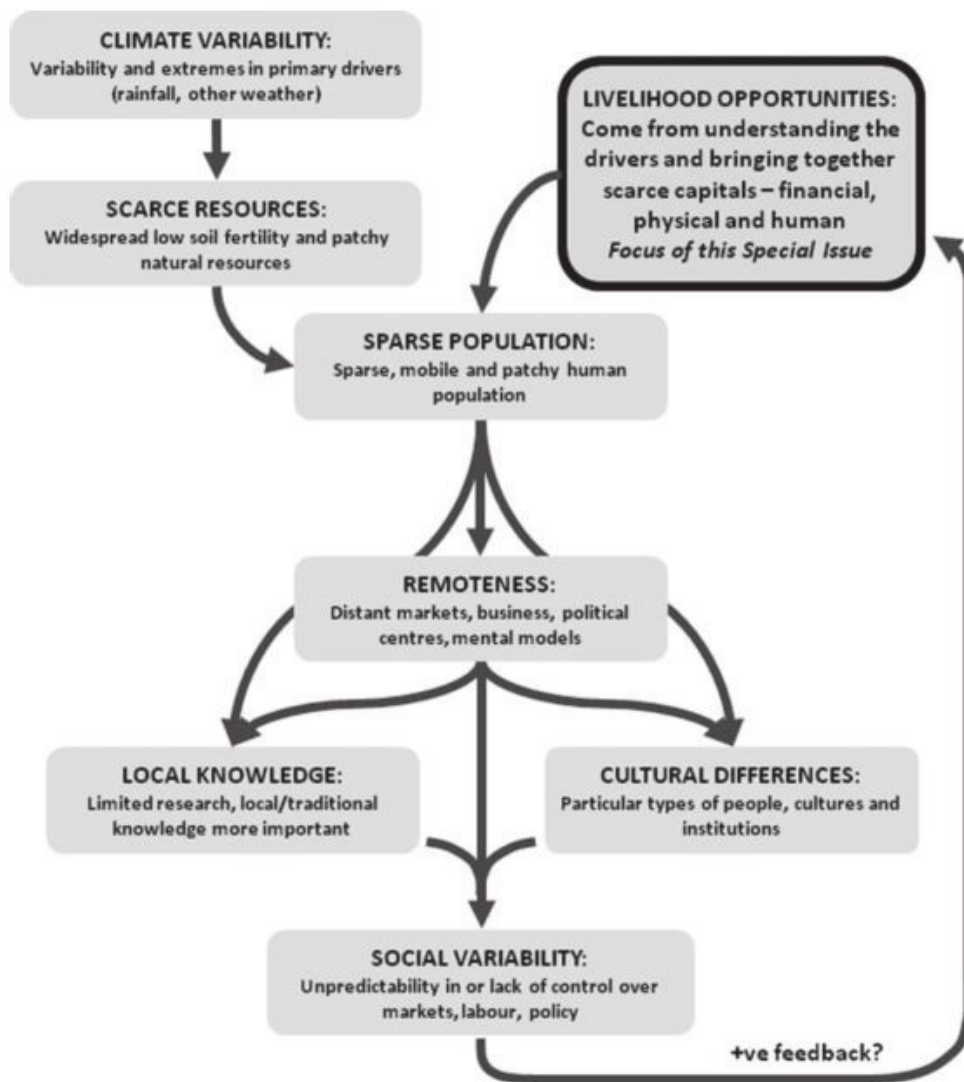 CLIMATE VARIABILITY:
Variability and extremes in primary drivers
(rainfall, other weather)
LIVELIHOOD OPPORTUNITIES:
Come from understanding the
drivers and bringing together
scarce capitals – financial,
physical and human
Focus of this Special Issue
SCARCE RESOURCES:
Widespread low soil fertility and patchy
natural resources
SPARSE POPULATION:
Sparse, mobile and patchy human
population
REMOTENESS:
Distant markets, business, political
centres, mental models
LOCAL KNOWLEDGE:
Limited research, local/traditional
knowledge more important
CULTURAL DIFFERENCES:
Particular types of people, cultures and
institutions
SOCIAL VARIABILITY:
Unpredictability in or lack of control over
markets, labour, policy
+ve feedback?